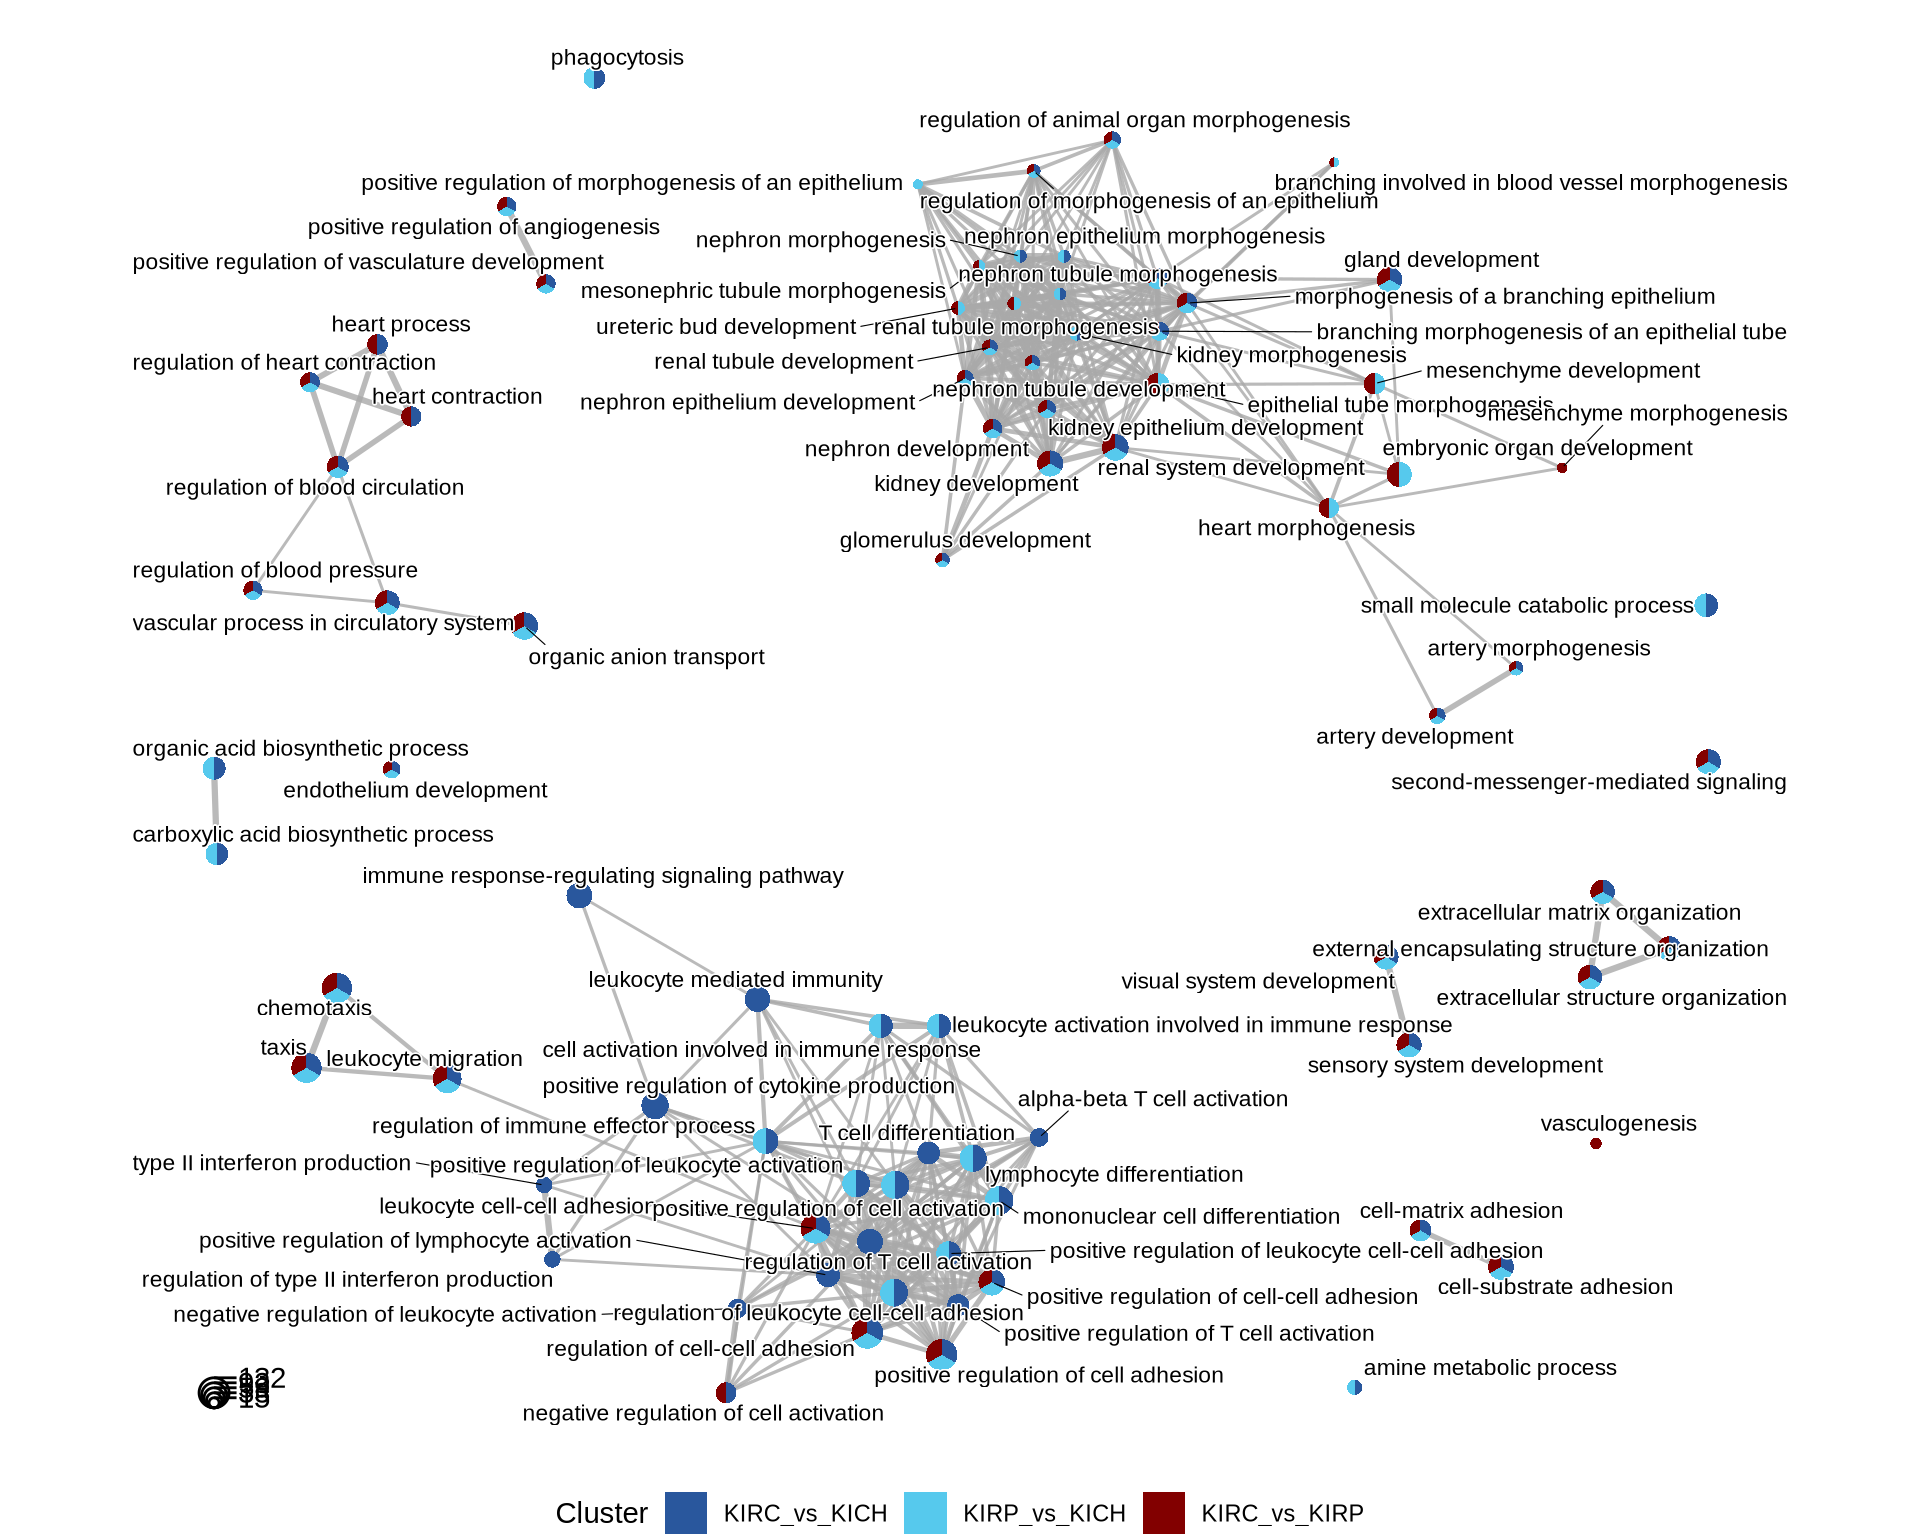 phagocytosis
regulation of animal organ morphogenesis
positive regulation of morphogenesis of an epithelium
branching involved in blood vessel morphogenesis
regulation of morphogenesis of an epithelium
positive regulation of angiogenesis
nephron morphogenesis
nephron epithelium morphogenesis
positive regulation of vasculature development
gland development
nephron tubule morphogenesis
mesonephric tubule morphogenesis
morphogenesis of a branching epithelium
heart process
ureteric bud development
renal tubule morphogenesis
branching morphogenesis of an epithelial tube
regulation of heart contraction
renal tubule development
kidney morphogenesis
mesenchyme development
heart contraction
nephron tubule development
nephron epithelium development
epithelial tube morphogenesis
mesenchyme morphogenesis
kidney epithelium development
nephron development
embryonic organ development
renal system development
regulation of blood circulation
kidney development
heart morphogenesis
glomerulus development
regulation of blood pressure
small molecule catabolic process
vascular process in circulatory system
artery morphogenesis
organic anion transport
artery development
organic acid biosynthetic process
second-messenger-mediated signaling
endothelium development
carboxylic acid biosynthetic process
immune response-regulating signaling pathway
extracellular matrix organization
external encapsulating structure organization
leukocyte mediated immunity
visual system development
extracellular structure organization
chemotaxis
leukocyte activation involved in immune response
taxis
cell activation involved in immune response
leukocyte migration
sensory system development
positive regulation of cytokine production
alpha-beta T cell activation
regulation of immune effector process
T cell differentiation
vasculogenesis
type II interferon production
positive regulation of leukocyte activation
lymphocyte differentiation
leukocyte cell-cell adhesion
positive regulation of cell activation
mononuclear cell differentiation
cell-matrix adhesion
positive regulation of lymphocyte activation
positive regulation of leukocyte cell-cell adhesion
regulation of T cell activation
regulation of type II interferon production
cell-substrate adhesion
positive regulation of cell-cell adhesion
negative regulation of leukocyte activation
regulation of leukocyte cell-cell adhesion
positive regulation of T cell activation
regulation of cell-cell adhesion
amine metabolic process
positive regulation of cell adhesion
132
15
negative regulation of cell activation
Cluster
KIRC_vs_KICH
KIRP_vs_KICH
KIRC_vs_KIRP